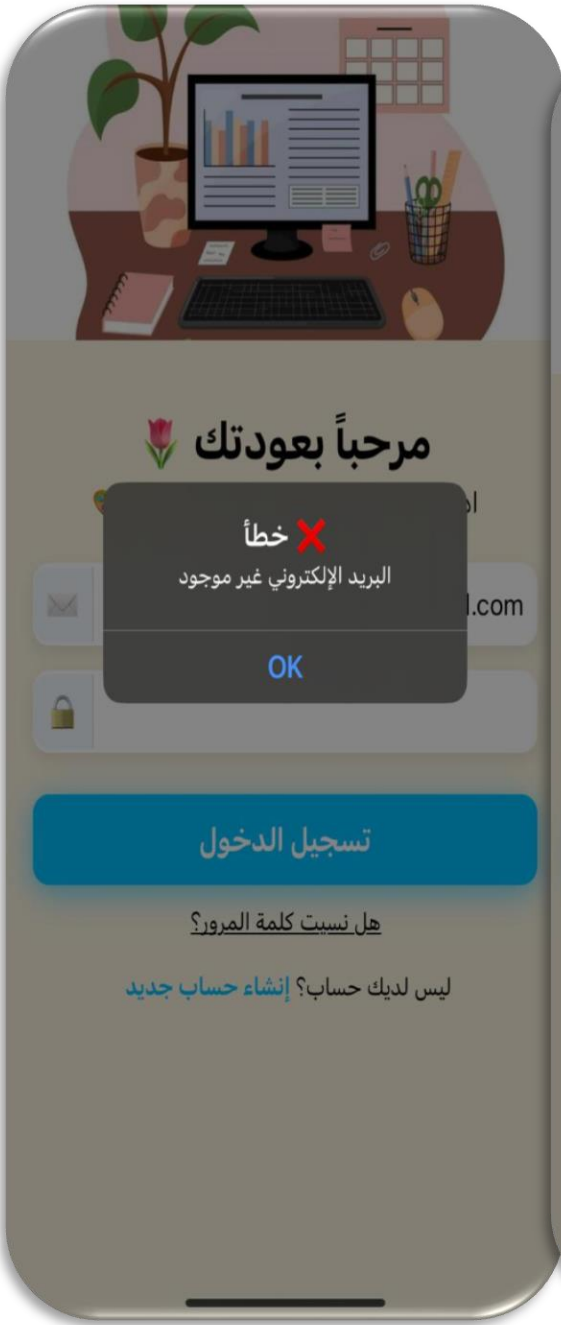 مرحباً بعودتك 🌷
❌ خطأ
البريد الإلكتروني غير موجود
l.com
OK
تسجيل الدخول
هل نسيت كلمة المرور؟
ليس لديك حساب؟ إنشاء حساب جديد